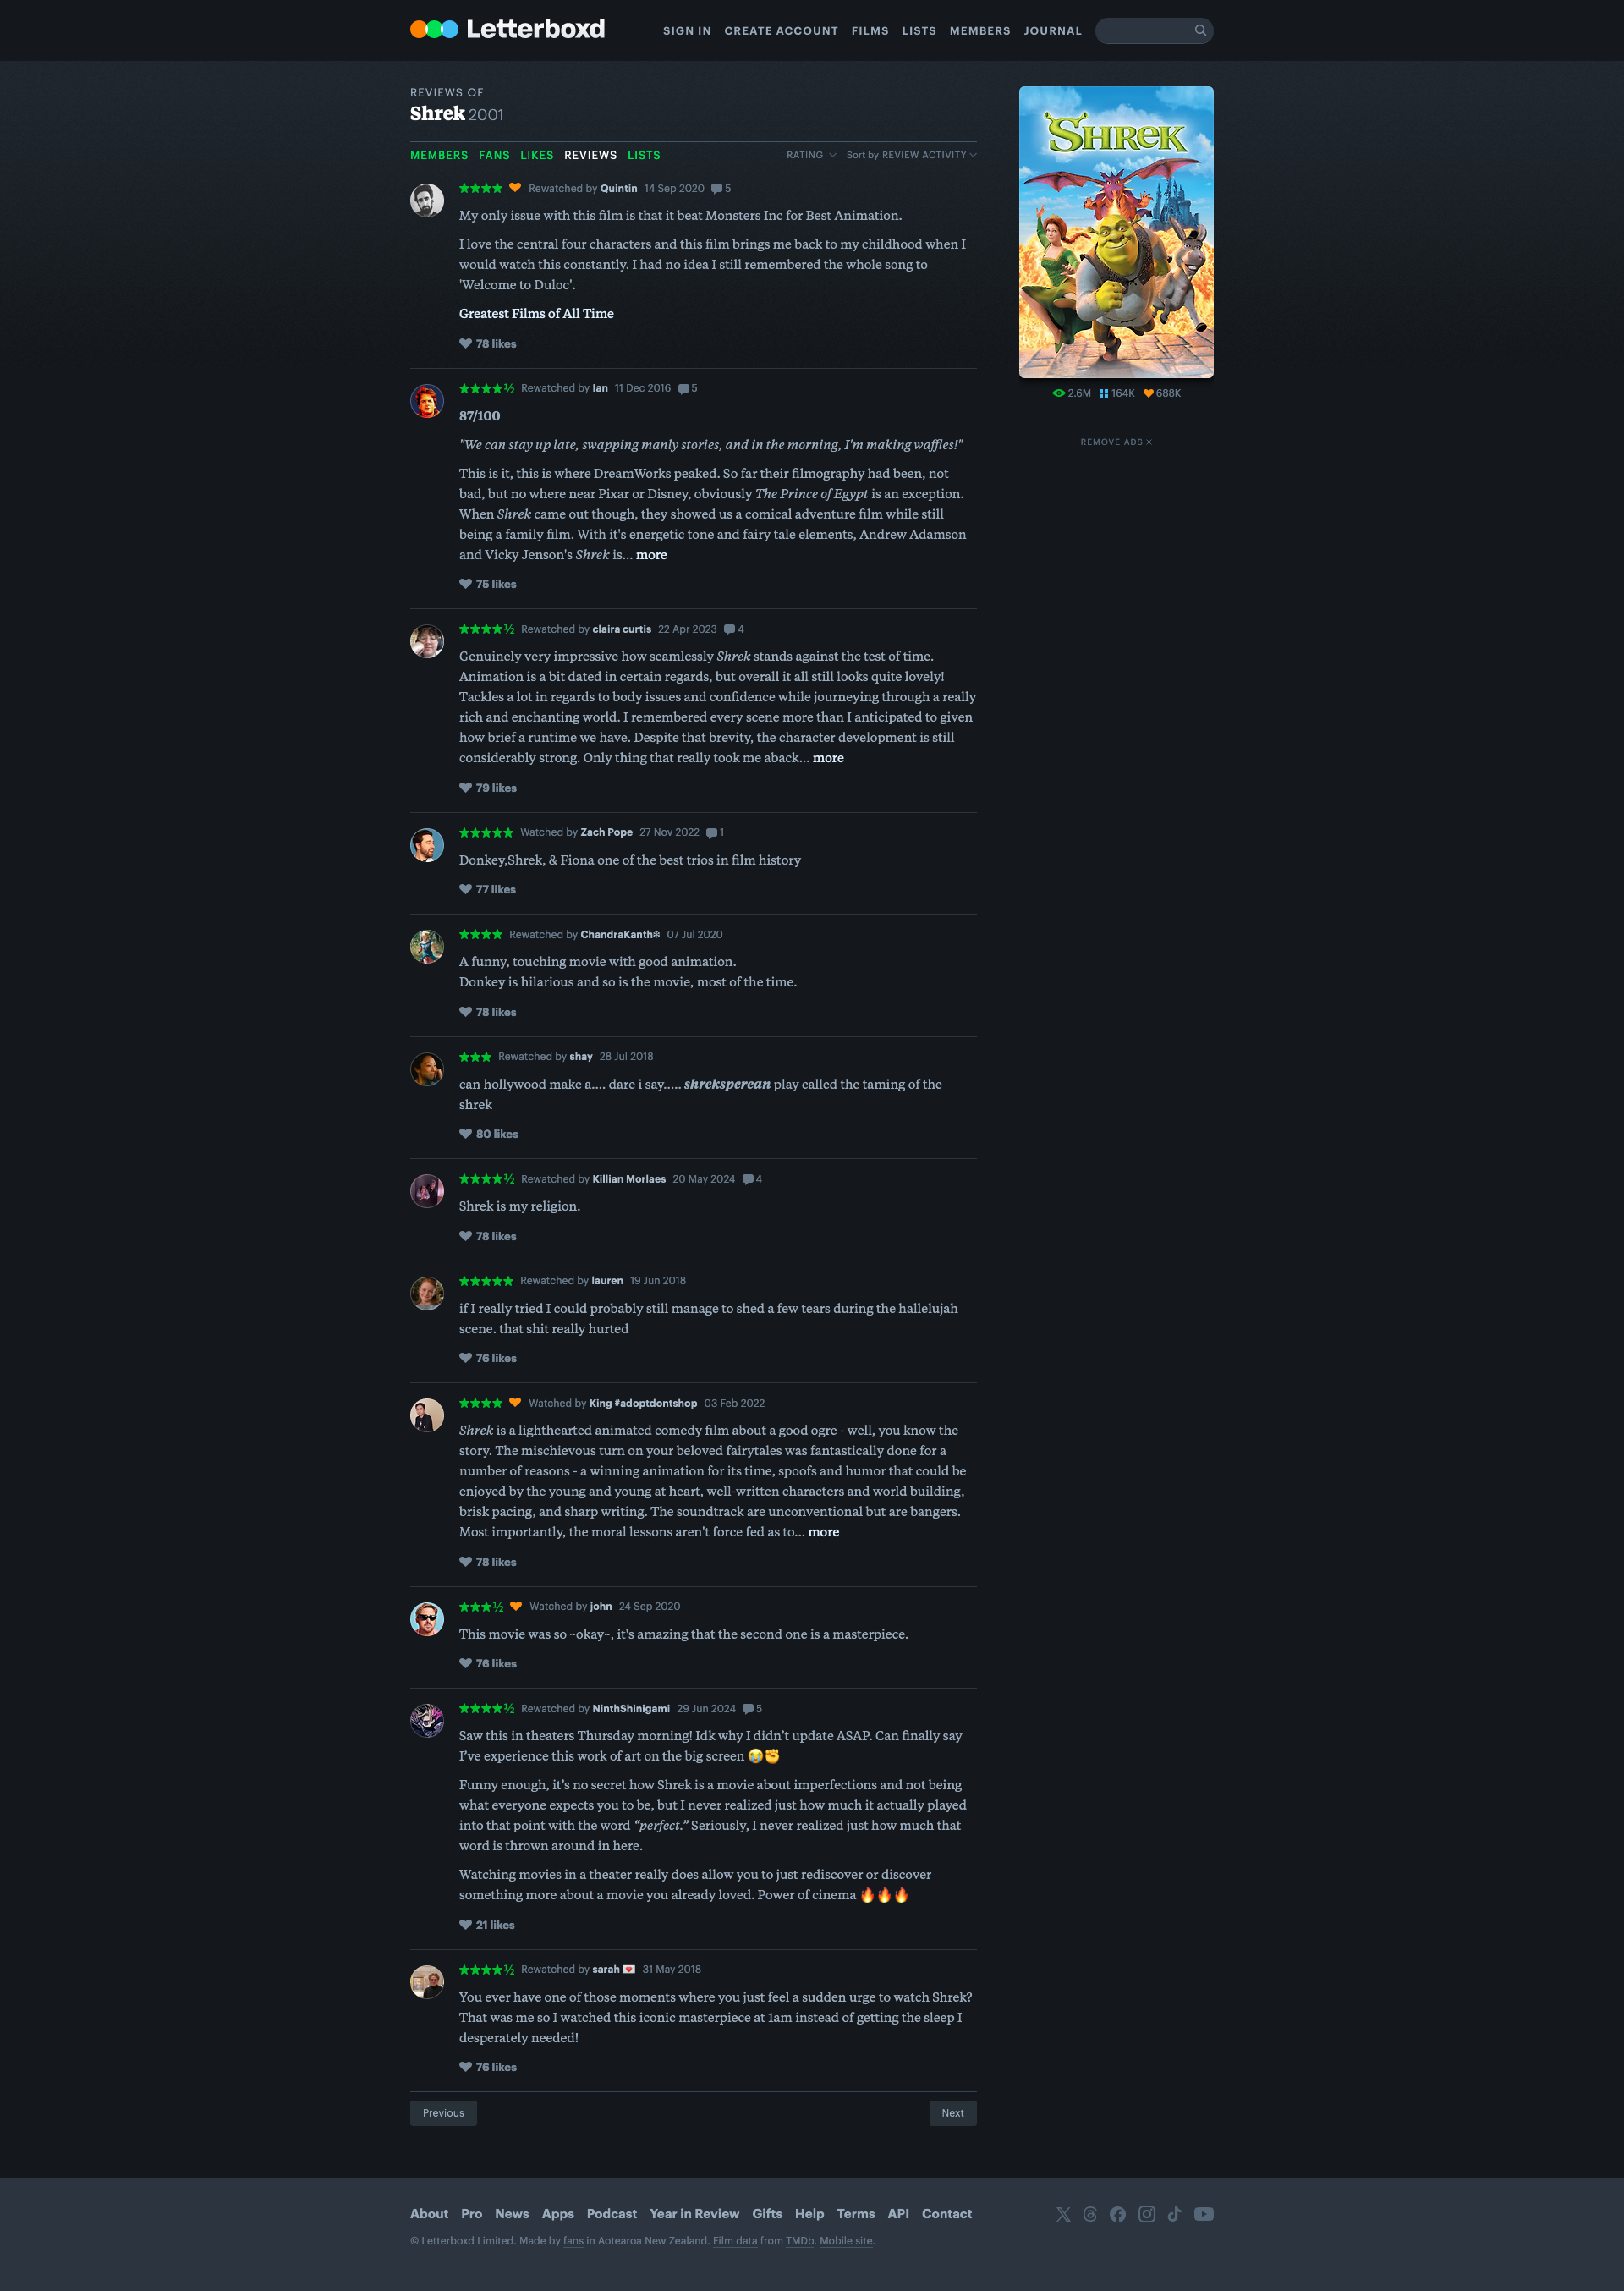 Letterboxd
SIGN IN CREATE ACCOUNT FILMS LISTS MEMBERS JOURNAL
REVIEWS OF
Shrek 2001
MEMBERS FANS LIKES REVIEWS LISTS RATING Sort by REVIEW ACTIVITY
★★★★ Rewatched by Quintin 14 Sep 2020 5
My only issue with this film is that it beat Monsters Inc for Best Animation.
I love the central four characters and this film brings me back to my childhood when I
would watch this constantly. I had no idea I still remembered the whole song to
'Welcome to Duloc'.
Greatest Films of All Time
78 likes
★★★★½ Rewatched by Ian 11 Dec 2016 5
87/100
"We can stay up late, swapping manly stories, and in the morning, I'm making waffles!"
This is it, this is where DreamWorks peaked. So far their filmography had been, not
bad, but no where near Pixar or Disney, obviously The Prince of Egypt is an exception.
When Shrek came out though, they showed us a comical adventure film while still
being a family film. With it's energetic tone and fairy tale elements, Andrew Adamson
and Vicky Jenson's Shrek is... more
75 likes
★★★★½ Rewatched by claira curtis 22 Apr 2023 4
Genuinely very impressive how seamlessly Shrek stands against the test of time.
Animation is a bit dated in certain regards, but overall it all still looks quite lovely!
Tackles a lot in regards to body issues and confidence while journeying through a really
rich and enchanting world. I remembered every scene more than I anticipated to given
how brief a runtime we have. Despite that brevity, the character development is still
considerably strong. Only thing that really took me aback... more
79 likes
★★★★★ Watched by Zach Pope 27 Nov 2022 1
Donkey,Shrek, & Fiona one of the best trios in film history
77 likes
★★★★ Rewatched by ChandraKanth❄ 07 Jul 2020
A funny, touching movie with good animation.
Donkey is hilarious and so is the movie, most of the time.
78 likes
★★★ Rewatched by shay 28 Jul 2018
can hollywood make a.... dare i say..... shreksperean play called the taming of the
shrek
80 likes
★★★★½ Rewatched by Killian Morlaes 20 May 2024 4
Shrek is my religion.
78 likes
★★★★★ Rewatched by lauren 19 Jun 2018
if I really tried I could probably still manage to shed a few tears during the hallelujah
scene. that shit really hurted
76 likes
★★★★ Watched by King #adoptdontshop 03 Feb 2022
Shrek is a lighthearted animated comedy film about a good ogre - well, you know the
story. The mischievous turn on your beloved fairytales was fantastically done for a
number of reasons - a winning animation for its time, spoofs and humor that could be
enjoyed by the young and young at heart, well-written characters and world building,
brisk pacing, and sharp writing. The soundtrack are unconventional but are bangers.
Most importantly, the moral lessons aren't force fed as to... more
78 likes
★★★½ Watched by john 24 Sep 2020
This movie was so ~okay~, it's amazing that the second one is a masterpiece.
76 likes
★★★★½ Rewatched by NinthShinigami 29 Jun 2024 5
Saw this in theaters Thursday morning! Idk why I didn’t update ASAP. Can finally say
I’ve experience this work of art on the big screen 😭✊
Funny enough, it’s no secret how Shrek is a movie about imperfections and not being
what everyone expects you to be, but I never realized just how much it actually played
into that point with the word “perfect.” Seriously, I never realized just how much that
word is thrown around in here.
Watching movies in a theater really does allow you to just rediscover or discover
something more about a movie you already loved. Power of cinema 🔥🔥🔥
21 likes
★★★★½ Rewatched by sarah 💌 31 May 2018
You ever have one of those moments where you just feel a sudden urge to watch Shrek?
That was me so I watched this iconic masterpiece at 1am instead of getting the sleep I
desperately needed!
76 likes
Previous Next
SHREK
2.6M 164K 688K
REMOVE ADS
About Pro News Apps Podcast Year in Review Gifts Help Terms API Contact
© Letterboxd Limited. Made by fans in Aotearoa New Zealand. Film data from TMDb. Mobile site.